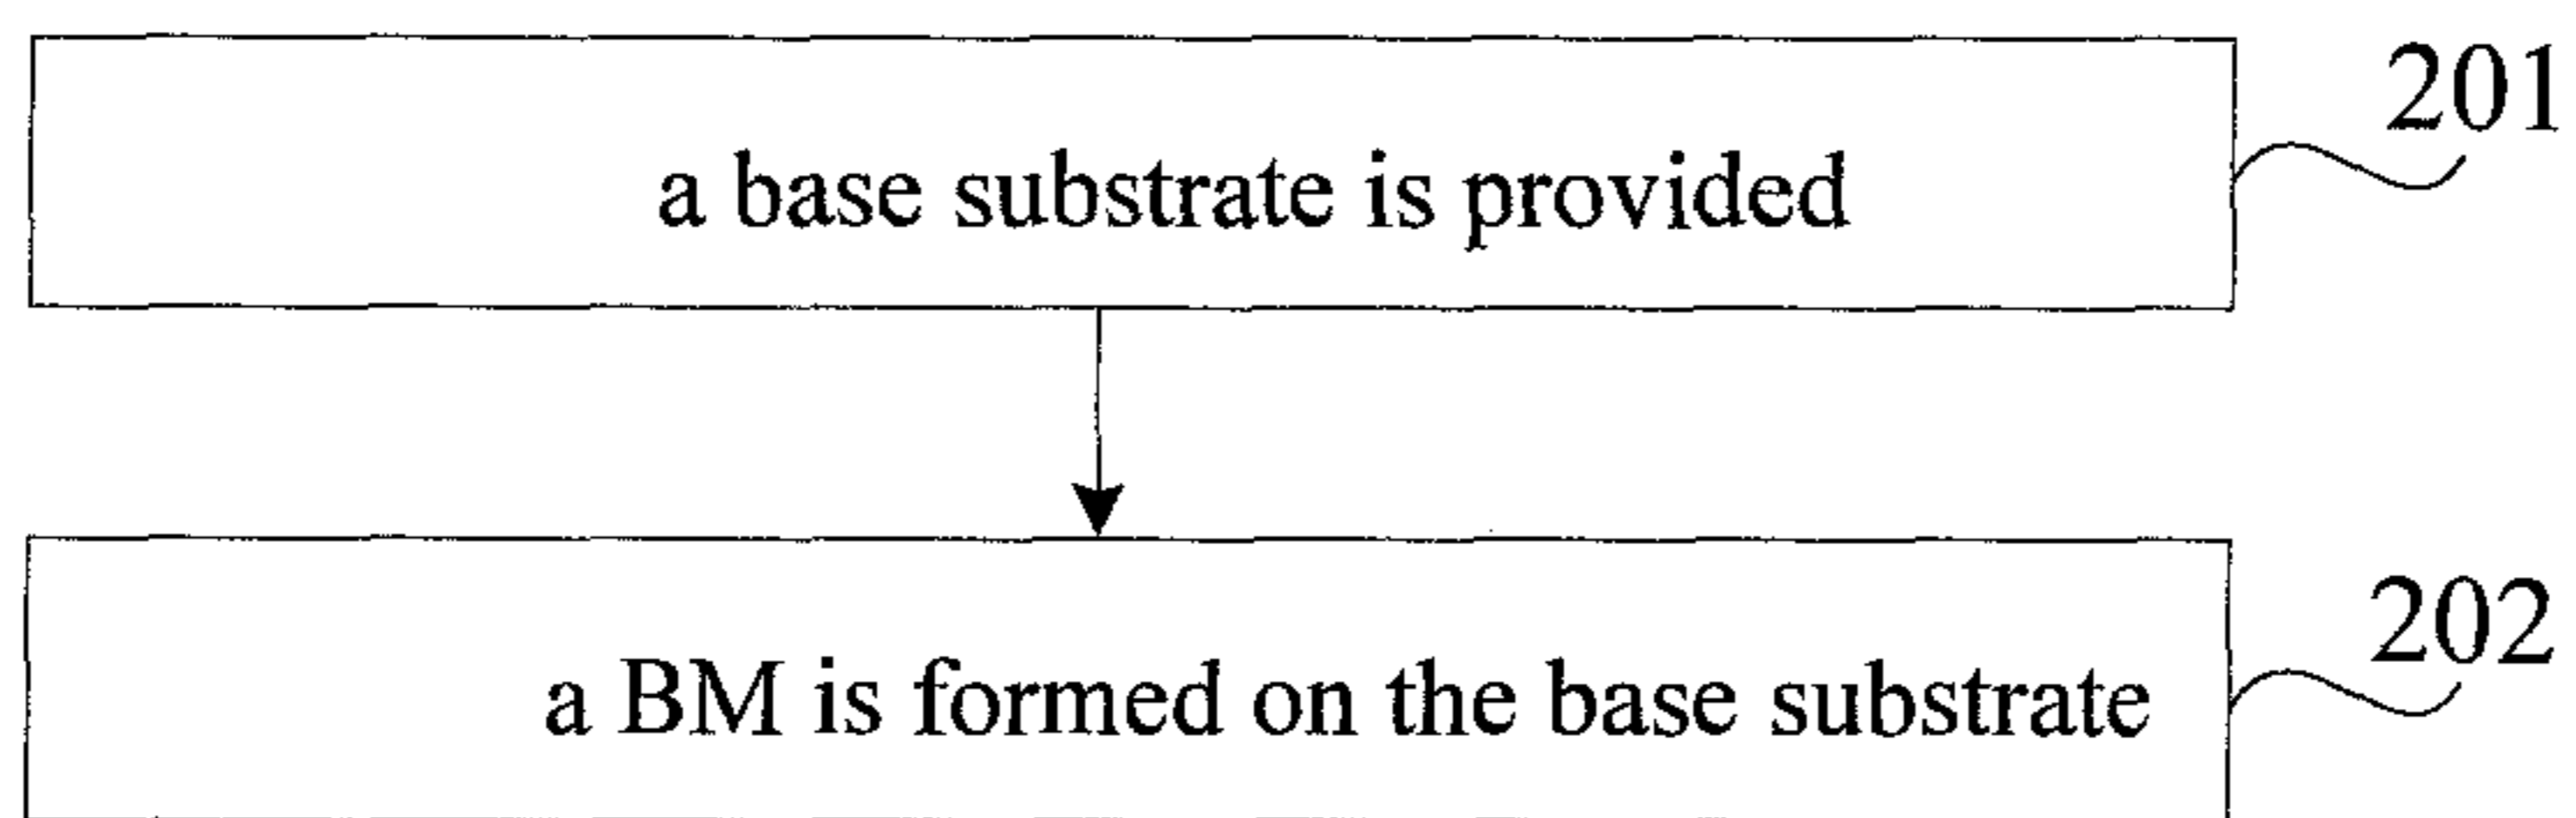 201
a base substrate is provided
202
a BM is formed on the base substrate